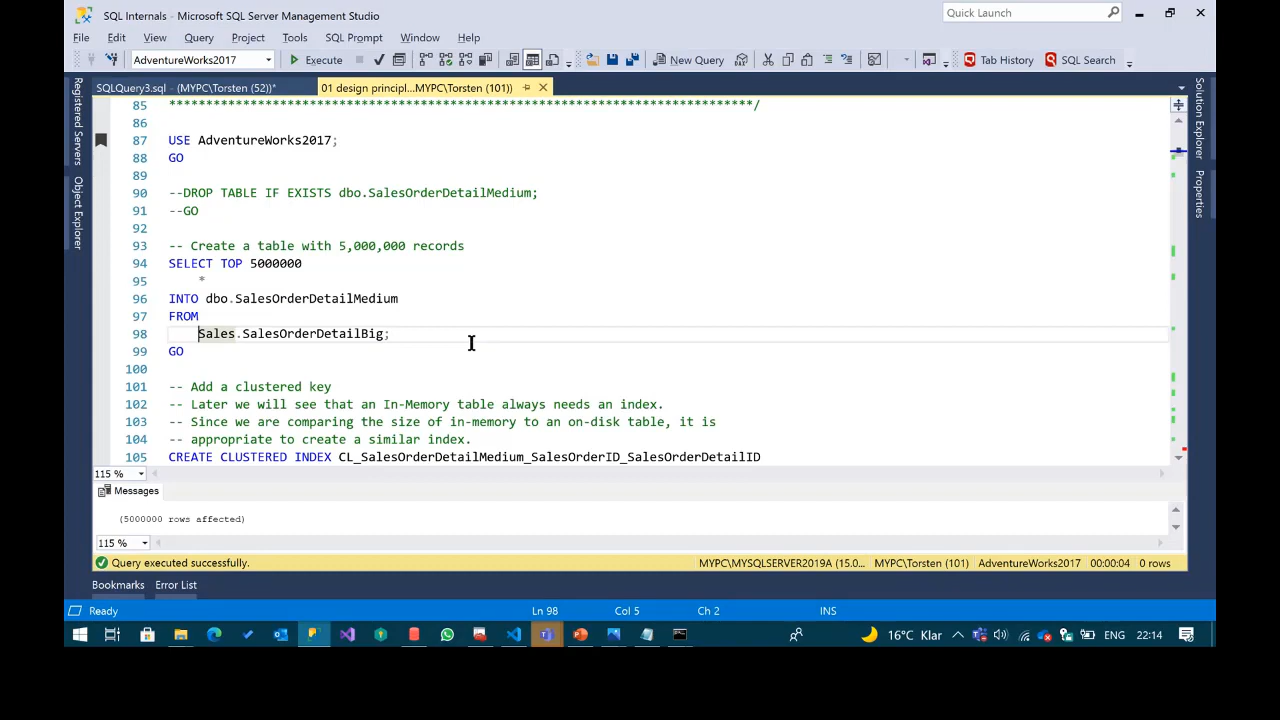 SQL Internals - Microsoft SQL Server Management Studio
Quick Launch
File Edit View Query Project Tools SQL Prompt Window Help
AdventureWorks2017 Execute New Query Tab History SQL Search
SQLQuery3.sql - (MYPC\Torsten (52))* 01 design principl...MYPC\Torsten (101))
Registered Servers
Object Explorer
Solution Explorer
Properties
85 *******************************************************************************/
86
87 USE AdventureWorks2017;
88 GO
89
90 --DROP TABLE IF EXISTS dbo.SalesOrderDetailMedium;
91 --GO
92
93 -- Create a table with 5,000,000 records
94 SELECT TOP 5000000
95 *
96 INTO dbo.SalesOrderDetailMedium
97 FROM
98 Sales.SalesOrderDetailBig;
99 GO
100
101 -- Add a clustered key
102 -- Later we will see that an In-Memory table always needs an index.
103 -- Since we are comparing the size of in-memory to an on-disk table, it is
104 -- appropriate to create a similar index.
105 CREATE CLUSTERED INDEX CL_SalesOrderDetailMedium_SalesOrderID_SalesOrderDetailID
115 %
Messages
(5000000 rows affected)
115 %
Query executed successfully. MYPC\MYSQLSERVER2019A (15.0... MYPC\Torsten (101) AdventureWorks2017 00:00:04 0 rows
Bookmarks Error List
Ready Ln 98 Col 5 Ch 2 INS
16°C Klar ENG 22:14